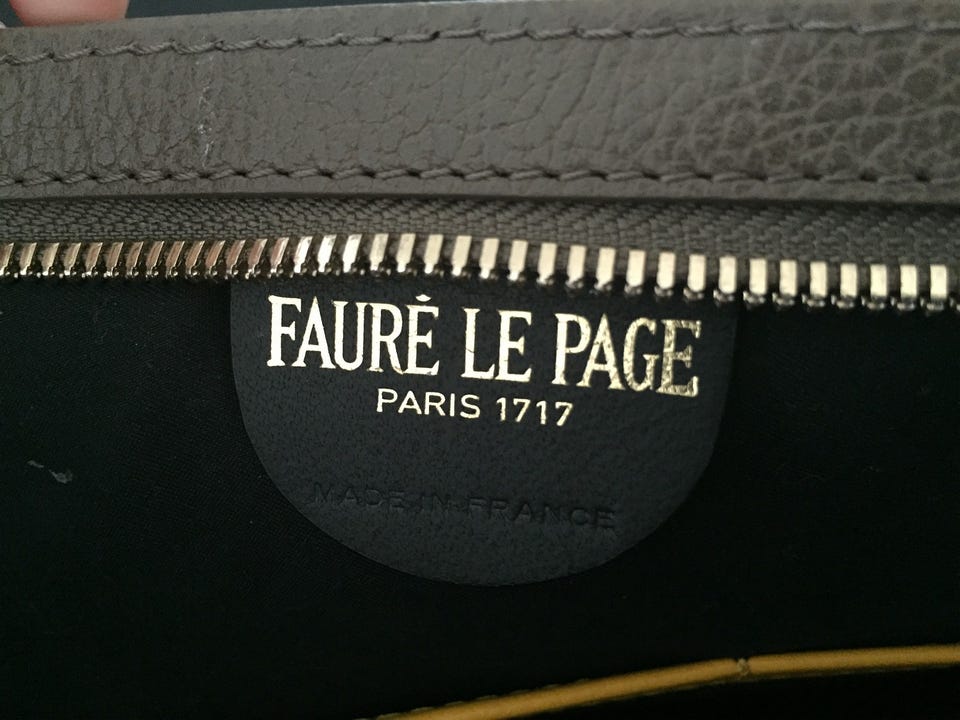 FAURÉ LE PAGE
PARIS 1717
MADE IN FRANCE